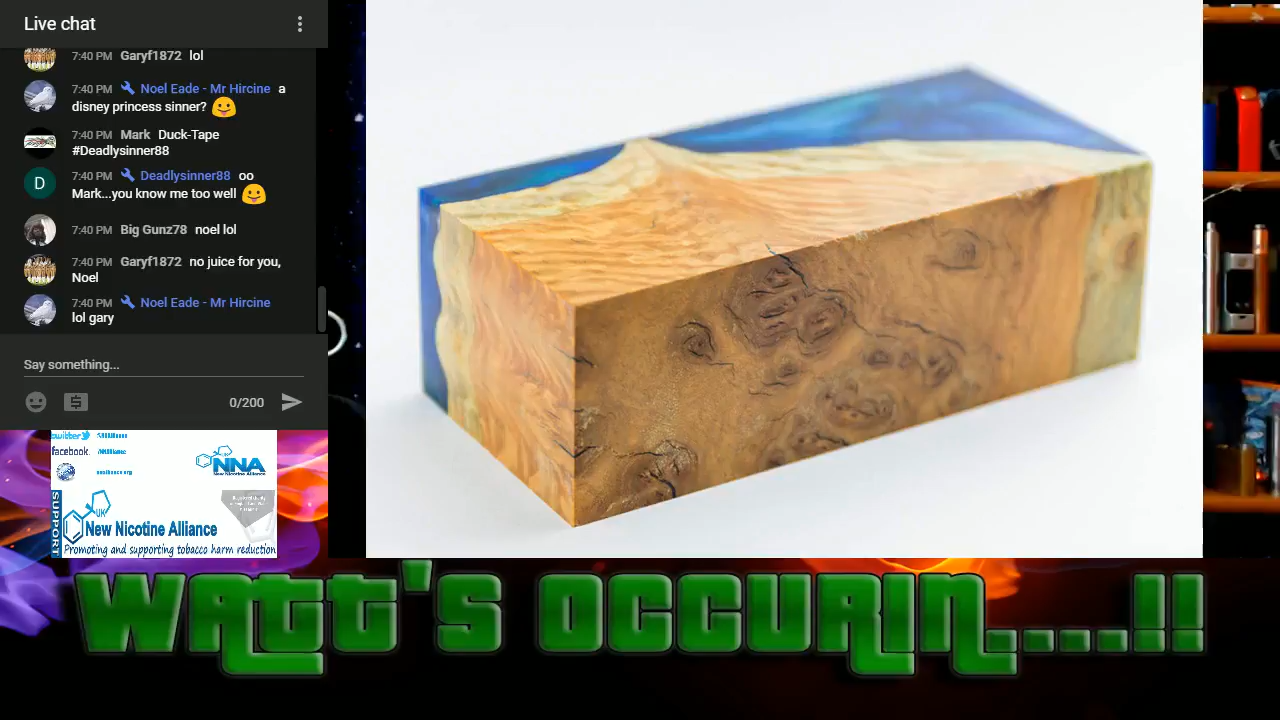 Live chat
7:40 PM Garyf1872 lol
7:40 PM Noel Eade - Mr Hircine a
disney princess sinner?
7:40 PM Mark Duck-Tape
#Deadlysinner88
D
7:40 PM Deadlysinner88 oo
Mark...you know me too well
7:40 PM Big Gunz78 noel lol
7:40 PM Garyf1872 no juice for you,
Noel
7:40 PM Noel Eade - Mr Hircine
lol gary
Say something...
0/200
twitter
facebook.
NNA
New Nicotine Alliance
SUPPORT
UK
New Nicotine Alliance
Promoting and supporting tobacco harm reduction
WATT'S OCCURIN....!!